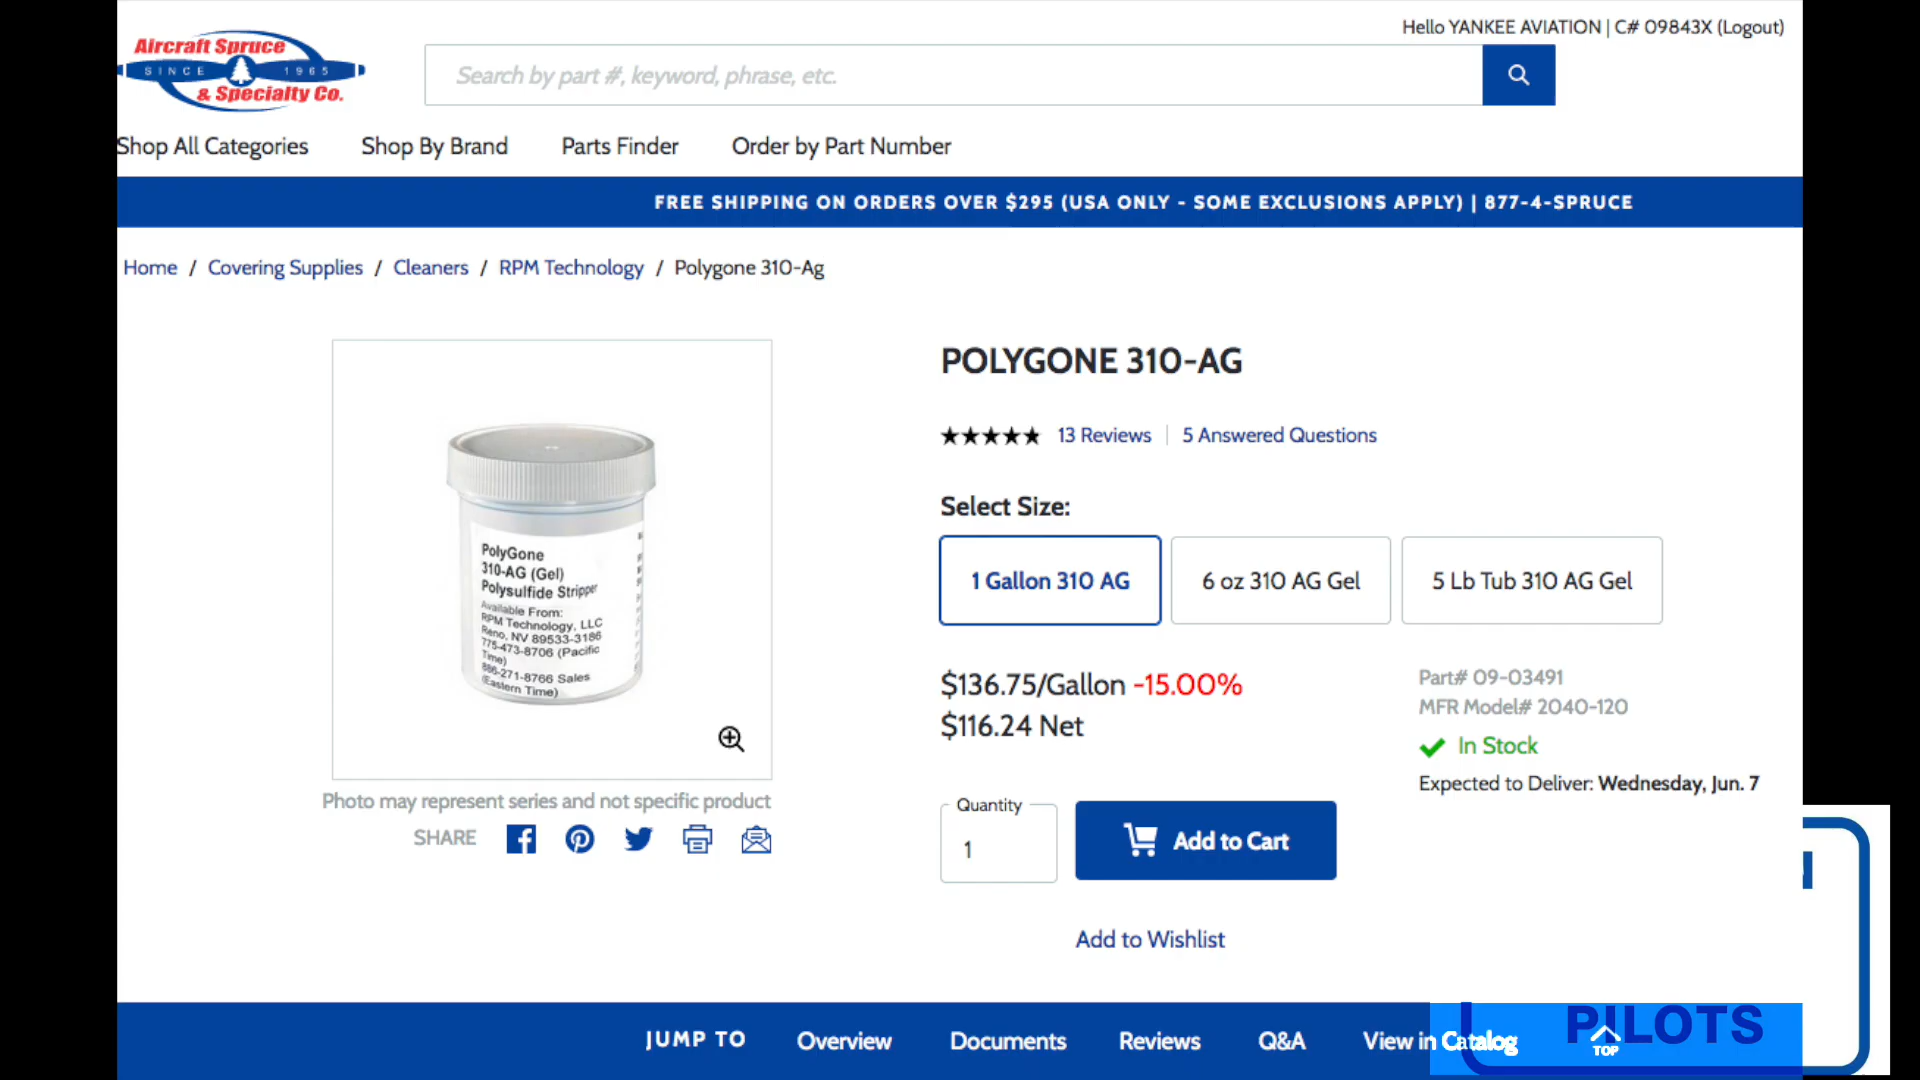 Hello YANKEE AVIATION | C# 09843X (Logout)
Aircraft Spruce
SINCE 1965
& Specialty Co.
Search by part #, keyword, phrase, etc.
Shop All Categories Shop By Brand Parts Finder Order by Part Number
FREE SHIPPING ON ORDERS OVER $295 (USA ONLY - SOME EXCLUSIONS APPLY) | 877-4-SPRUCE
Home / Covering Supplies / Cleaners / RPM Technology / Polygone 310-Ag
PolyGone
310-AG (Gel)
Polysulfide Stripper
Available From:
RPM Technology, LLC
Reno, NV 89533-3186
775-473-8706 (Pacific
Time)
886-271-8766 Sales
(Eastern Time)
Photo may represent series and not specific product
SHARE
POLYGONE 310-AG
13 Reviews | 5 Answered Questions
Select Size:
1 Gallon 310 AG 6 oz 310 AG Gel 5 Lb Tub 310 AG Gel
$136.75/Gallon -15.00%
$116.24 Net
Part# 09-03491
MFR Model# 2040-120
In Stock
Expected to Deliver: Wednesday, Jun. 7
Quantity
1
Add to Cart
Add to Wishlist
JUMP TO Overview Documents Reviews Q&A View in Catalog
PILOTS
TOP